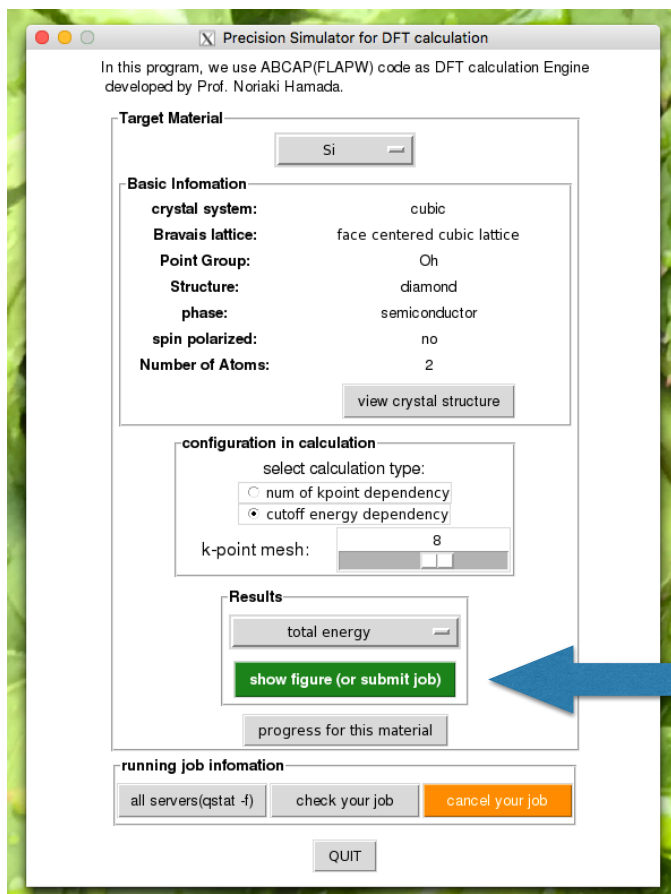 Precision Simulator for DFT calculation
In this program, we use ABCAP(FLAPW) code as DFT calculation Engine
developed by Prof. Noriaki Hamada.
Target Material
Si
Basic Infomation
crystal system: cubic
Bravais lattice: face centered cubic lattice
Point Group: Oh
Structure: diamond
phase: semiconductor
spin polarized: no
Number of Atoms: 2
view crystal structure
configuration in calculation
select calculation type:
num of kpoint dependency
cutoff energy dependency
8
k-point mesh:
Results
total energy
show figure (or submit job)
progress for this material
running job infomation
all servers(qstat -f) check your job cancel your job
QUIT